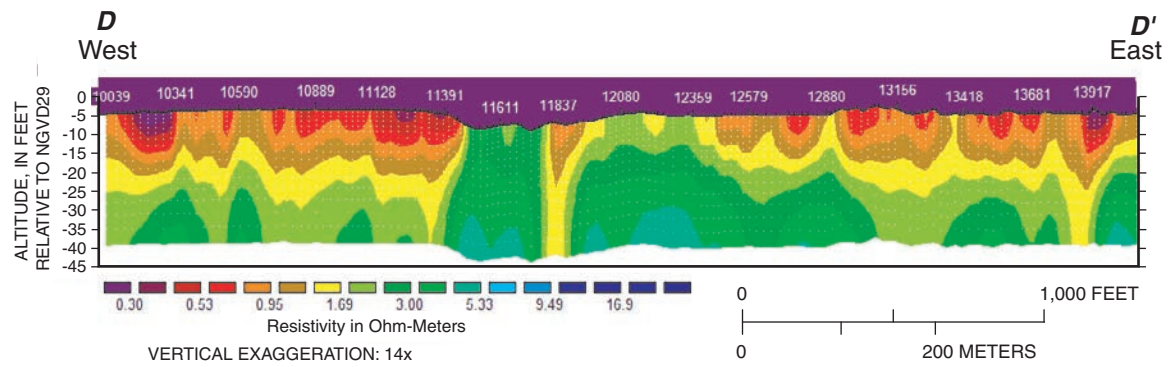 D
West
D'
East
ALTITUDE, IN FEET
RELATIVE TO NGVD29
0
-5
-10
-15
-20
-25
-30
-35
-40
-45
10039 10341 10590 10889 11128 11391 11611 11837 12080 12359 12579 12880 13156 13418 13681 13917
0.30 0.53 0.95 1.69 3.00 5.33 9.49 16.9
Resistivity in Ohm-Meters
VERTICAL EXAGGERATION: 14x
0 1,000 FEET
0 200 METERS